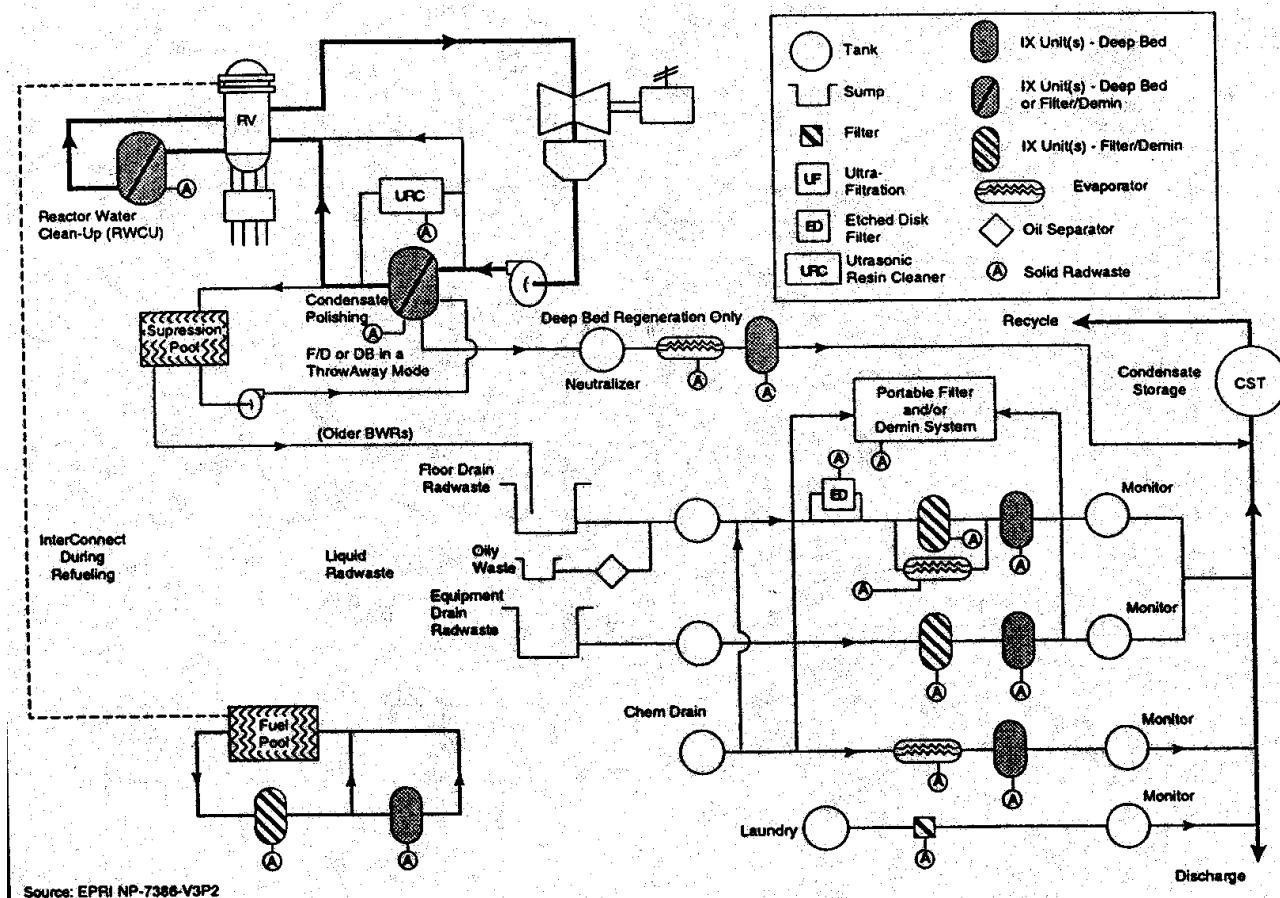 RV
Reactor Water
Clean-Up (RWCU)
A
URC
A
Condensate
Polishing
A
F/D or DB in a
ThrowAway Mode
Supression
Pool
(Older BWRs)
Tank
Sump
Filter
UF
Ultra-
Filtration
ED
Etched Disk
Filter
URC
Utrasonic
Resin Cleaner
IX Unit(s) - Deep Bed
IX Unit(s) - Deep Bed
or Filter/Demin
IX Unit(s) - Filter/Demin
Evaporator
Oil Separator
A
Solid Radwaste
Deep Bed Regeneration Only
Neutralizer
A
A
Recycle
Condensate
Storage
CST
Portable Filter
and/or
Demin System
A
Floor Drain
Radwaste
A
ED
A
A
A
Monitor
InterConnect
During
Refueling
Liquid
Radwaste
Oily
Waste
Equipment
Drain
Radwaste
A
A
Monitor
Chem Drain
A
A
Monitor
Laundry
A
Monitor
Discharge
Fuel
Pool
A
A
Source: EPRI NP-7386-V3P2